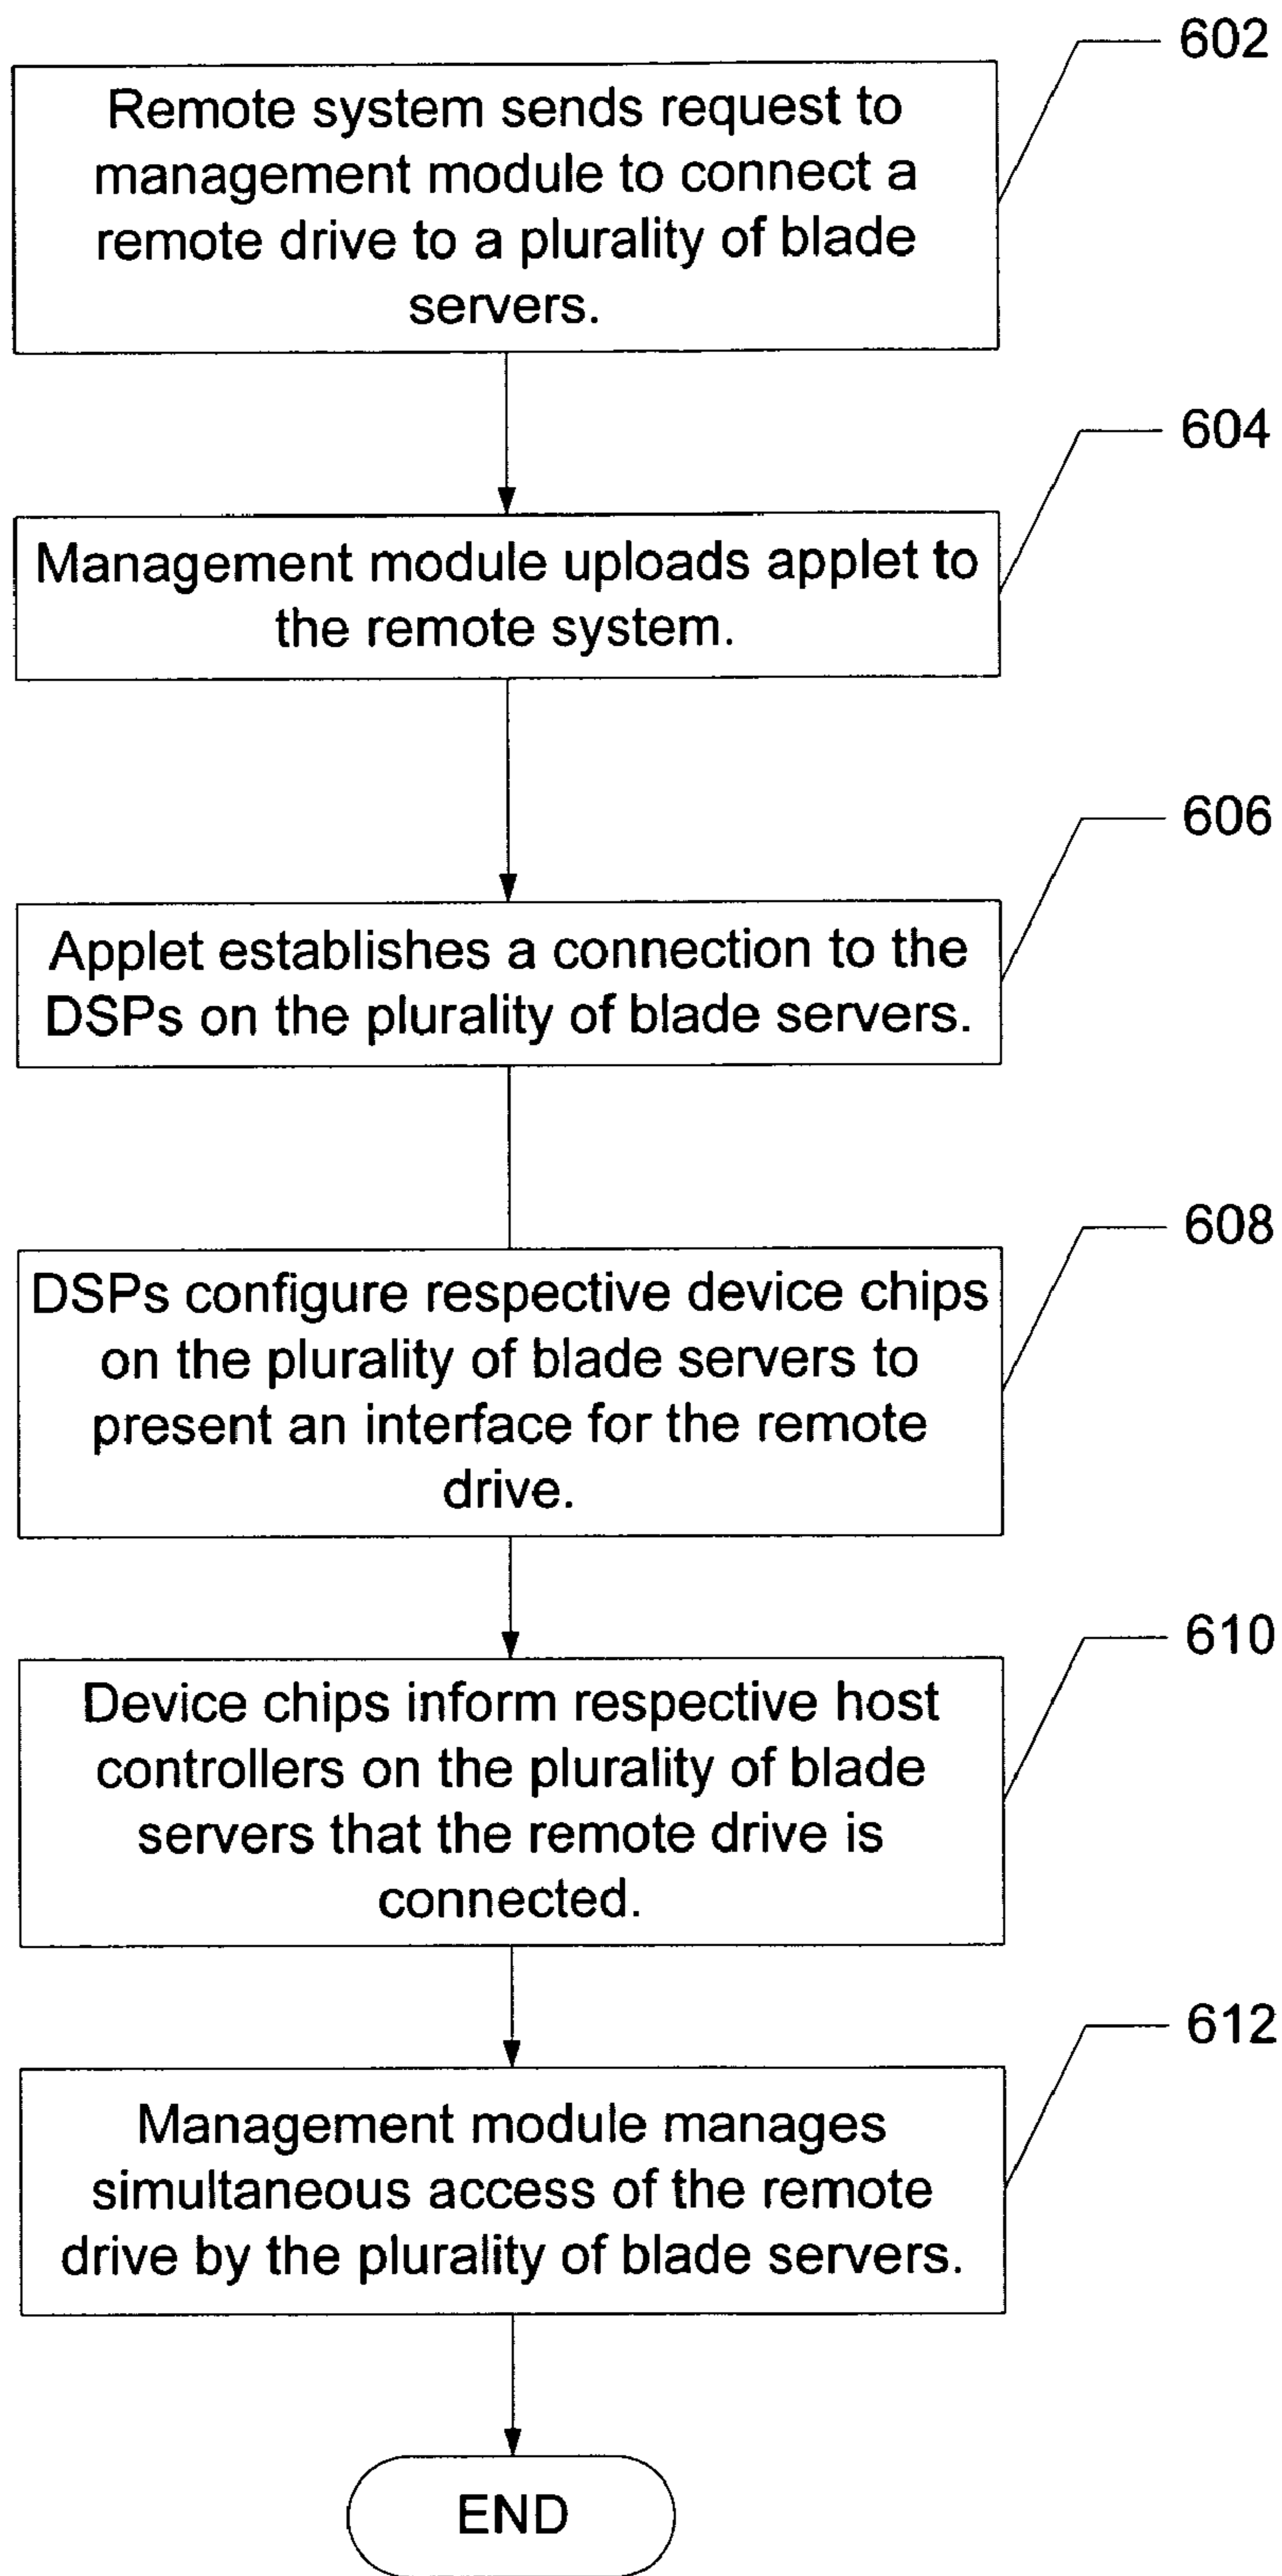 602
Remote system sends request to
management module to connect a
remote drive to a plurality of blade
servers.
604
Management module uploads applet to
the remote system.
606
Applet establishes a connection to the
DSPs on the plurality of blade servers.
608
DSPs configure respective device chips
on the plurality of blade servers to
present an interface for the remote
drive.
610
Device chips inform respective host
controllers on the plurality of blade
servers that the remote drive is
connected.
612
Management module manages
simultaneous access of the remote
drive by the plurality of blade servers.
END